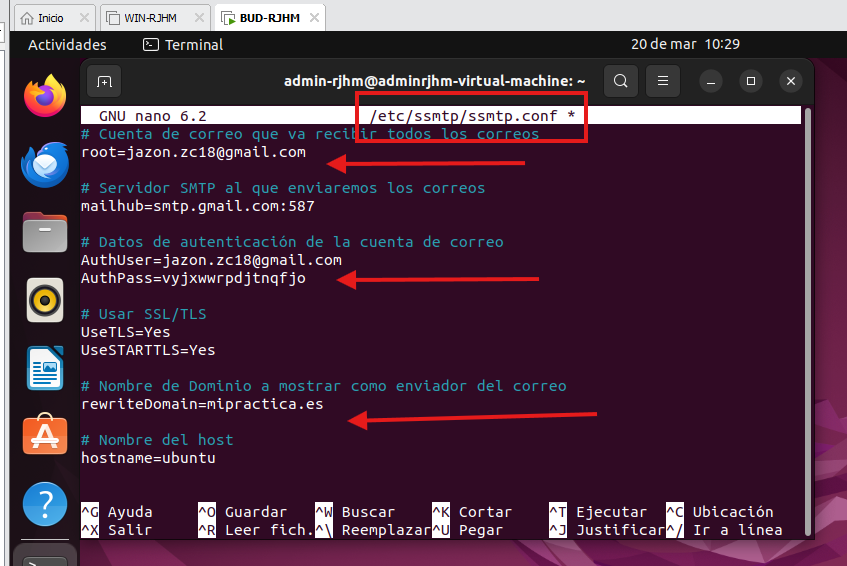 Inicio
WIN-RJHM
BUD-RJHM
Actividades
Terminal
20 de mar 10:29
admin-rjhm@adminrjhm-virtual-machine: ~
GNU nano 6.2 /etc/ssmtp/ssmtp.conf *
# Cuenta de correo que va recibir todos los correos
root=jazon.zc18@gmail.com
# Servidor SMTP al que enviaremos los correos
mailhub=smtp.gmail.com:587
# Datos de autenticación de la cuenta de correo
AuthUser=jazon.zc18@gmail.com
AuthPass=vyjxwwrpdjtnqfjo
# Usar SSL/TLS
UseTLS=Yes
UseSTARTTLS=Yes
# Nombre de Dominio a mostrar como enviador del correo
rewriteDomain=mipractica.es
# Nombre del host
hostname=ubuntu
^G Ayuda ^O Guardar ^W Buscar ^K Cortar ^T Ejecutar ^C Ubicación
^X Salir ^R Leer fich. ^\ Reemplazar ^U Pegar ^J Justificar ^/ Ir a línea